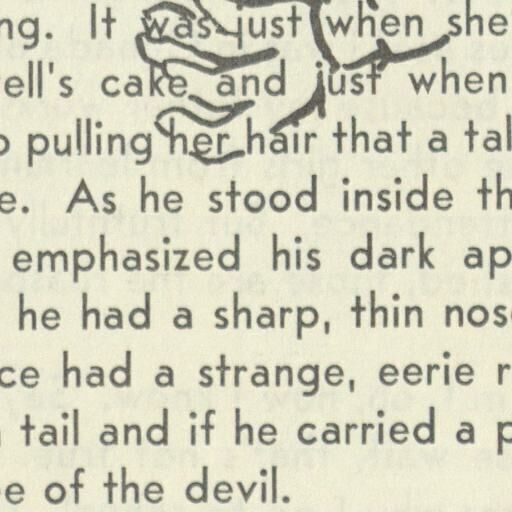 ng. It was just when she
ell's cake and just when
o pulling her hair that a tal
e. As he stood inside th
emphasized his dark ap
he had a sharp, thin nos
ce had a strange, eerie r
tail and if he carried a p
e of the devil.